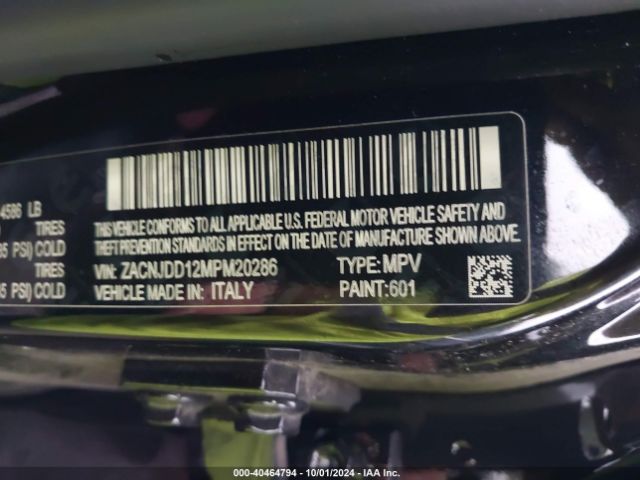 4586 LB
TIRES
PSI) COLD
TIRES
PSI) COLD
THIS VEHICLE CONFORMS TO ALL APPLICABLE U.S. FEDERAL MOTOR VEHICLE SAFETY AND
THEFT PREVENTION STANDARDS IN EFFECT ON THE DATE OF MANUFACTURE SHOWN ABOVE.
VIN: ZACNJDD12MPM20286 TYPE: MPV
VEHICLE MADE IN: ITALY PAINT:601
000-40464794 - 10/01/2024 - IAA Inc.